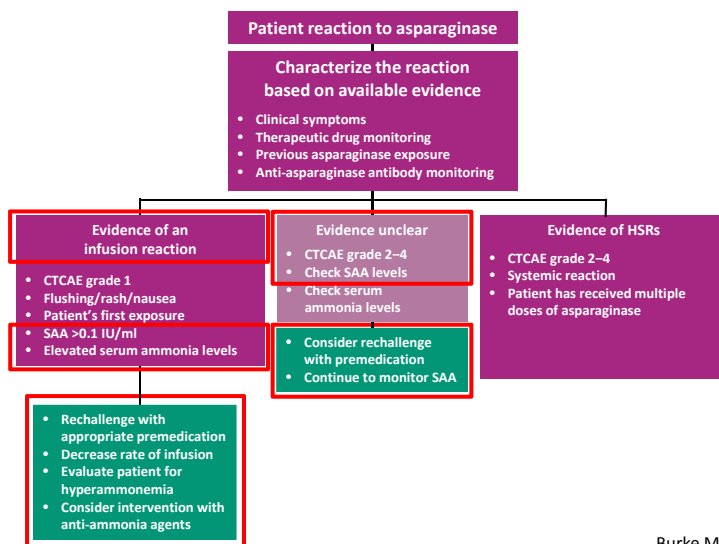 Patient reaction to asparaginase
Characterize the reaction
based on available evidence
• Clinical symptoms
• Therapeutic drug monitoring
• Previous asparaginase exposure
• Anti-asparaginase antibody monitoring
Evidence of an
infusion reaction
• CTCAE grade 1
• Flushing/rash/nausea
• Patient's first exposure
• SAA >0.1 IU/ml
• Elevated serum ammonia levels
Evidence unclear
• CTCAE grade 2–4
• Check SAA levels
• Check serum
ammonia levels
Evidence of HSRs
• CTCAE grade 2–4
• Systemic reaction
• Patient has received multiple
doses of asparaginase
• Consider rechallenge
with premedication
• Continue to monitor SAA
• Rechallenge with
appropriate premedication
• Decrease rate of infusion
• Evaluate patient for
hyperammonemia
• Consider intervention with
anti-ammonia agents
Burke M